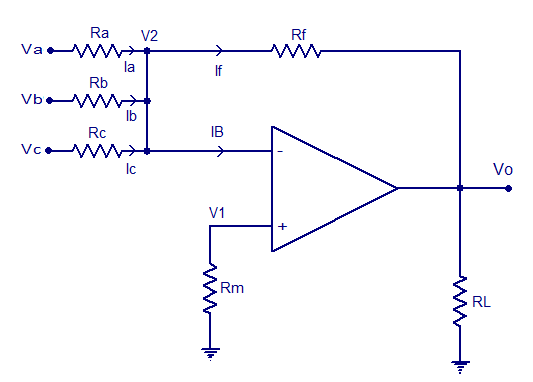 Ra
V2
Rf
Va
Ia
If
Rb
Vb
Ib
Rc
IB
Vc
Ic
-
Vo
V1
+
Rm
RL